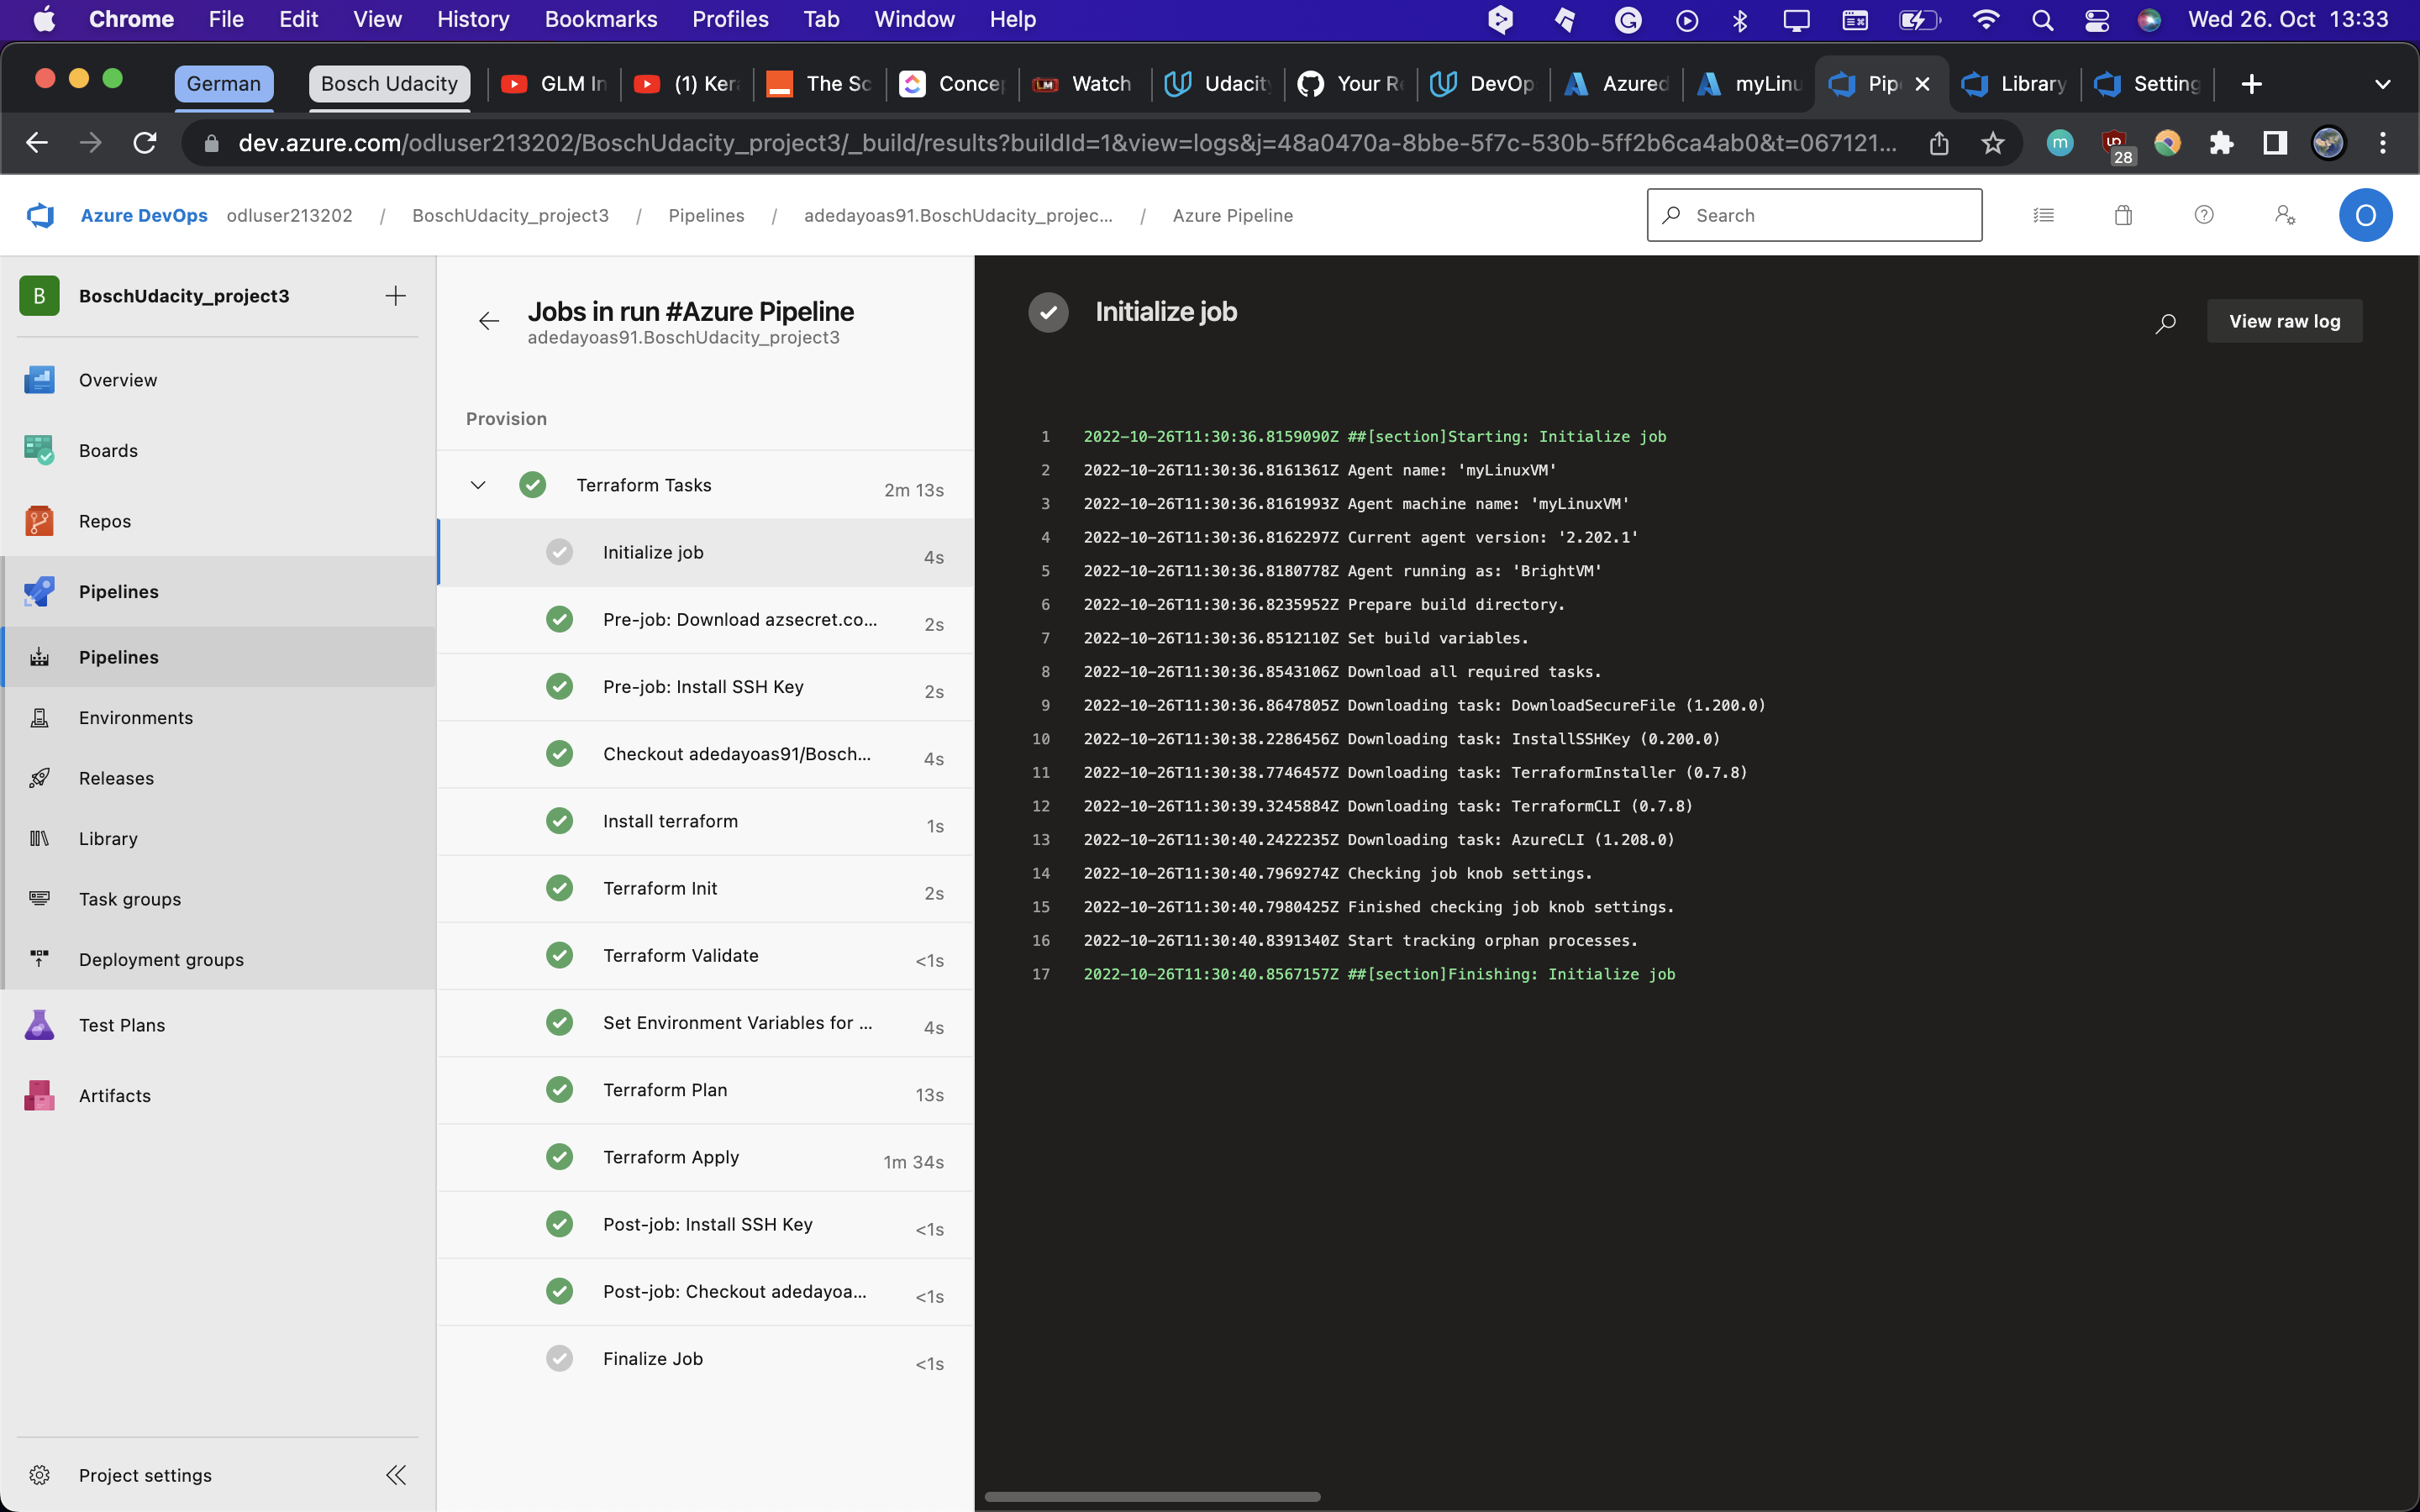 Chrome File Edit View History Bookmarks Profiles Tab Window Help Wed 26. Oct 13:33
German Bosch Udacity GLM In (1) Ker The Sc Concep Watch Udacit Your Re DevOp Azured myLinu Pip Library Setting
dev.azure.com/odluser213202/BoschUdacity_project3/_build/results?buildId=1&view=logs&j=48a0470a-8bbe-5f7c-530b-5ff2b6ca4ab0&t=067121... m 28
Azure DevOps odluser213202 / BoschUdacity_project3 / Pipelines / adedayoas91.BoschUdacity_projec... / Azure Pipeline Search O
B BoschUdacity_project3
Overview
Boards
Repos
Pipelines
Pipelines
Environments
Releases
Library
Task groups
Deployment groups
Test Plans
Artifacts
Project settings
Jobs in run #Azure Pipeline
adedayoas91.BoschUdacity_project3
Provision
Terraform Tasks 2m 13s
Initialize job 4s
Pre-job: Download azsecret.co... 2s
Pre-job: Install SSH Key 2s
Checkout adedayoas91/Bosch... 4s
Install terraform 1s
Terraform Init 2s
Terraform Validate <1s
Set Environment Variables for ... 4s
Terraform Plan 13s
Terraform Apply 1m 34s
Post-job: Install SSH Key <1s
Post-job: Checkout adedayoa... <1s
Finalize Job <1s
Initialize job
View raw log
1 2022-10-26T11:30:36.8159090Z ##[section]Starting: Initialize job
2 2022-10-26T11:30:36.8161361Z Agent name: 'myLinuxVM'
3 2022-10-26T11:30:36.8161993Z Agent machine name: 'myLinuxVM'
4 2022-10-26T11:30:36.8162297Z Current agent version: '2.202.1'
5 2022-10-26T11:30:36.8180778Z Agent running as: 'BrightVM'
6 2022-10-26T11:30:36.8235952Z Prepare build directory.
7 2022-10-26T11:30:36.8512110Z Set build variables.
8 2022-10-26T11:30:36.8543106Z Download all required tasks.
9 2022-10-26T11:30:36.8647805Z Downloading task: DownloadSecureFile (1.200.0)
10 2022-10-26T11:30:38.2286456Z Downloading task: InstallSSHKey (0.200.0)
11 2022-10-26T11:30:38.7746457Z Downloading task: TerraformInstaller (0.7.8)
12 2022-10-26T11:30:39.3245884Z Downloading task: TerraformCLI (0.7.8)
13 2022-10-26T11:30:40.2422235Z Downloading task: AzureCLI (1.208.0)
14 2022-10-26T11:30:40.7969274Z Checking job knob settings.
15 2022-10-26T11:30:40.7980425Z Finished checking job knob settings.
16 2022-10-26T11:30:40.8391340Z Start tracking orphan processes.
17 2022-10-26T11:30:40.8567157Z ##[section]Finishing: Initialize job